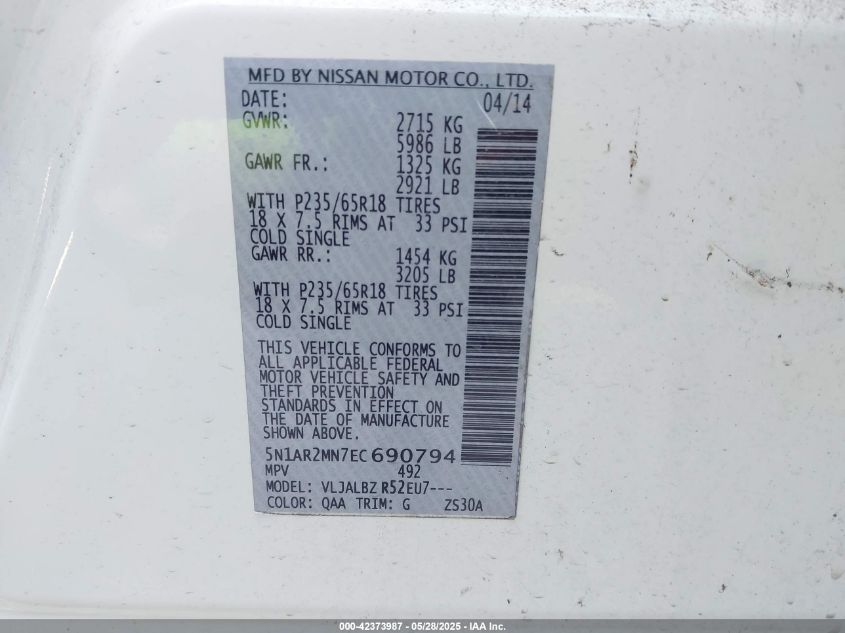 MFD BY NISSAN MOTOR CO., LTD.
DATE: 04/14
GVWR: 2715 KG
5986 LB
GAWR FR.: 1325 KG
2921 LB
WITH P235/65R18 TIRES
18 X 7.5 RIMS AT 33 PSI
COLD SINGLE
GAWR RR.: 1454 KG
3205 LB
WITH P235/65R18 TIRES
18 X 7.5 RIMS AT 33 PSI
COLD SINGLE
THIS VEHICLE CONFORMS TO
ALL APPLICABLE FEDERAL
MOTOR VEHICLE SAFETY AND
THEFT PREVENTION
STANDARDS IN EFFECT ON
THE DATE OF MANUFACTURE
SHOWN ABOVE.
5N1AR2MN7EC690794
MPV 492
MODEL: VLJALBZ R52EU7---
COLOR: QAA TRIM: G ZS30A
000-42373987 - 05/28/2025 - IAA Inc.